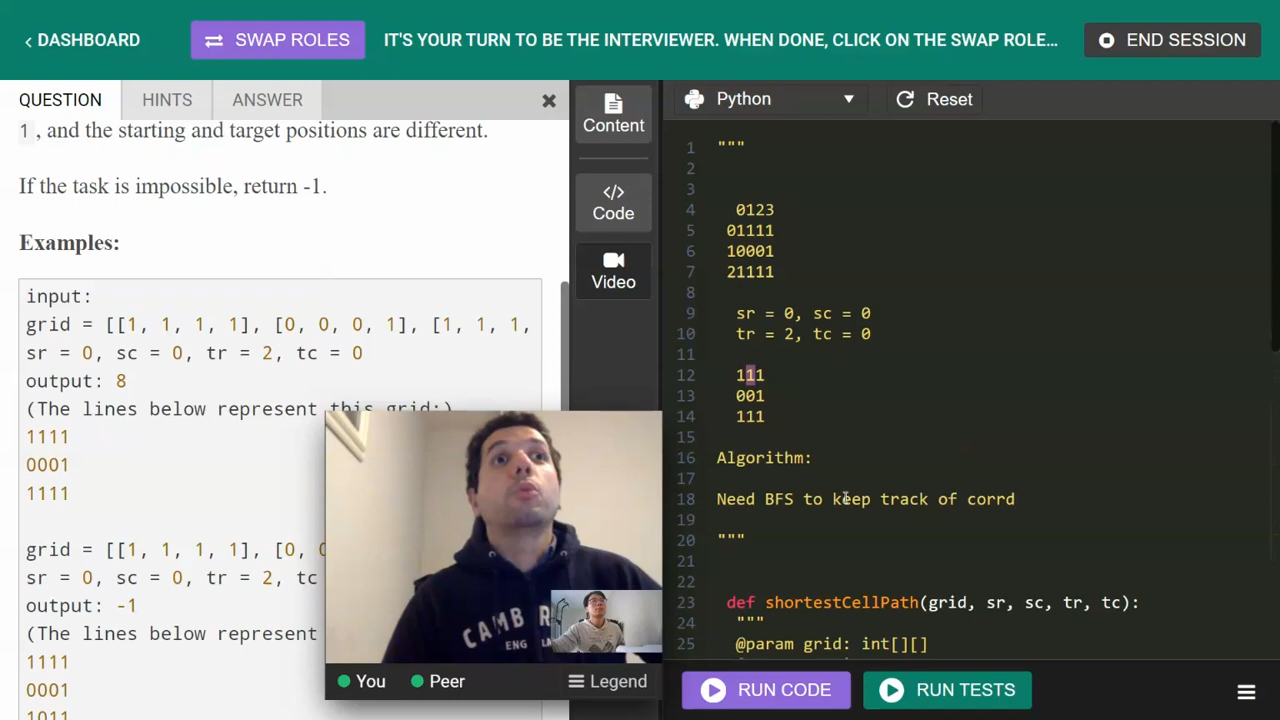 ‹ DASHBOARD
⇄ SWAP ROLES
IT'S YOUR TURN TO BE THE INTERVIEWER. WHEN DONE, CLICK ON THE SWAP ROLE...
END SESSION
QUESTION
HINTS
ANSWER
1 , and the starting and target positions are different.
If the task is impossible, return -1.
Examples:
input:
grid = [[1, 1, 1, 1], [0, 0, 0, 1], [1, 1, 1,
sr = 0, sc = 0, tr = 2, tc = 0
output: 8
(The lines below represent this grid:)
1111
0001
1111
grid = [[1, 1, 1, 1], [0, 0
sr = 0, sc = 0, tr = 2, tc
output: -1
(The lines below represent
1111
0001
1011
Content
</> Code
Video
Python
Reset
1 """
2
3
4 0123
5 01111
6 10001
7 21111
8
9 sr = 0, sc = 0
10 tr = 2, tc = 0
11
12 111
13 001
14 111
15
16 Algorithm:
17
18 Need BFS to keep track of corrd
19
20 """
21
22
23 def shortestCellPath(grid, sr, sc, tr, tc):
24 """
25 @param grid: int[][]
CAMB R
ENG LA
You
Peer
Legend
RUN CODE
RUN TESTS